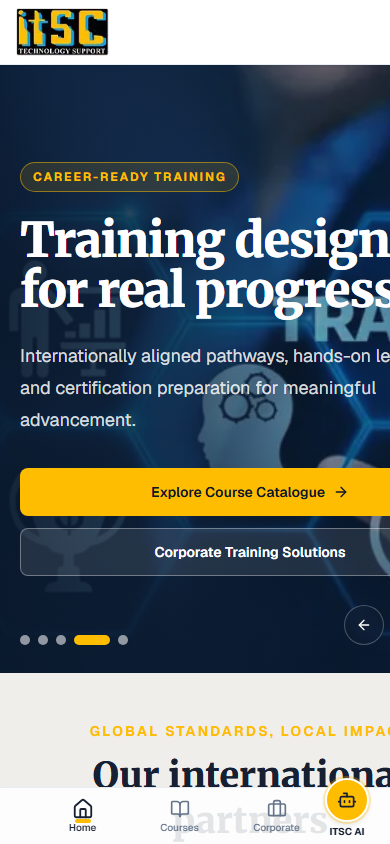 itSC
TECHNOLOGY SUPPORT
CAREER-READY TRAINING
Training design
for real progress
TRA
Internationally aligned pathways, hands-on le
and certification preparation for meaningful
advancement.
Explore Course Catalogue →
Corporate Training Solutions
←
GLOBAL STANDARDS, LOCAL IMPAC
Our internationa
partners
Home
Courses
Corporate
ITSC AI